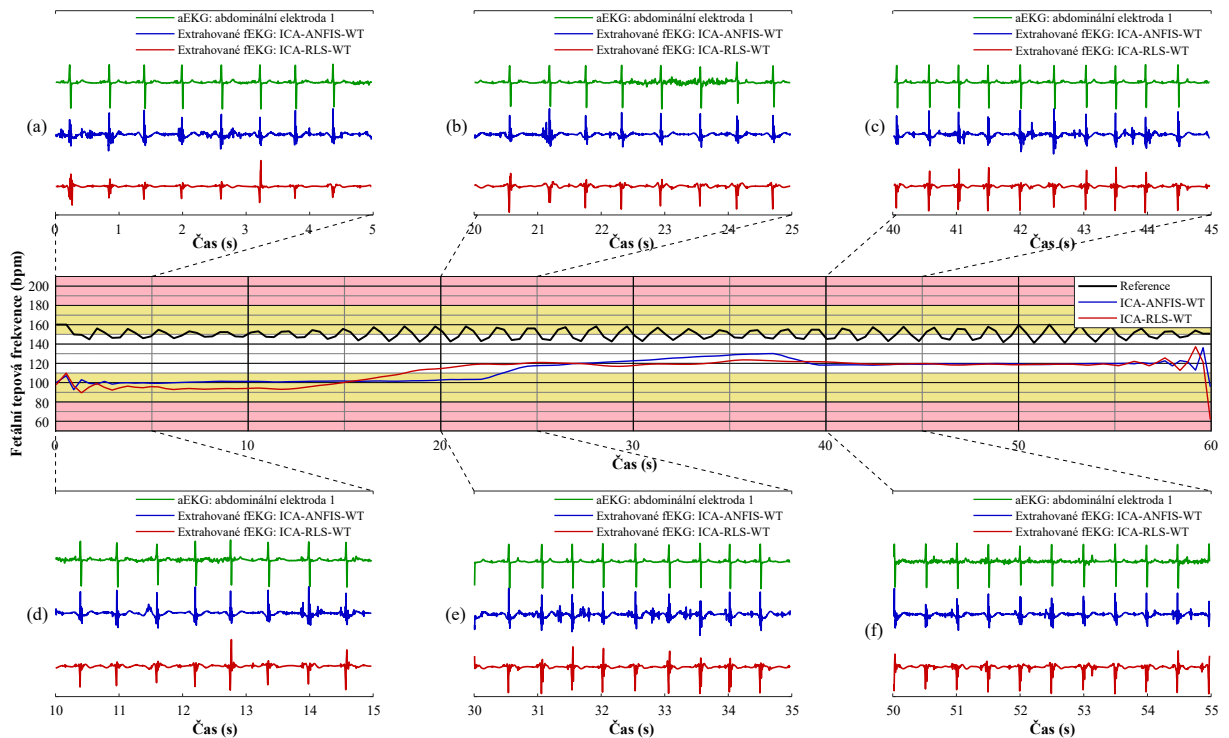 aEKG: abdominální elektroda 1
Extrahované fEKG: ICA-ANFIS-WT
Extrahované fEKG: ICA-RLS-WT
(a)
0 1 2 3 4 5
Čas (s)
aEKG: abdominální elektroda 1
Extrahované fEKG: ICA-ANFIS-WT
Extrahované fEKG: ICA-RLS-WT
(b)
20 21 22 23 24 25
Čas (s)
aEKG: abdominální elektroda 1
Extrahované fEKG: ICA-ANFIS-WT
Extrahované fEKG: ICA-RLS-WT
(c)
40 41 42 43 44 45
Čas (s)
Fetální tepová frekvence (bpm)
200
180
160
140
120
100
80
60
Reference
ICA-ANFIS-WT
ICA-RLS-WT
0 10 20 30 40 50 60
Čas (s)
aEKG: abdominální elektroda 1
Extrahované fEKG: ICA-ANFIS-WT
Extrahované fEKG: ICA-RLS-WT
(d)
10 11 12 13 14 15
Čas (s)
aEKG: abdominální elektroda 1
Extrahované fEKG: ICA-ANFIS-WT
Extrahované fEKG: ICA-RLS-WT
(e)
30 31 32 33 34 35
Čas (s)
aEKG: abdominální elektroda 1
Extrahované fEKG: ICA-ANFIS-WT
Extrahované fEKG: ICA-RLS-WT
(f)
50 51 52 53 54 55
Čas (s)